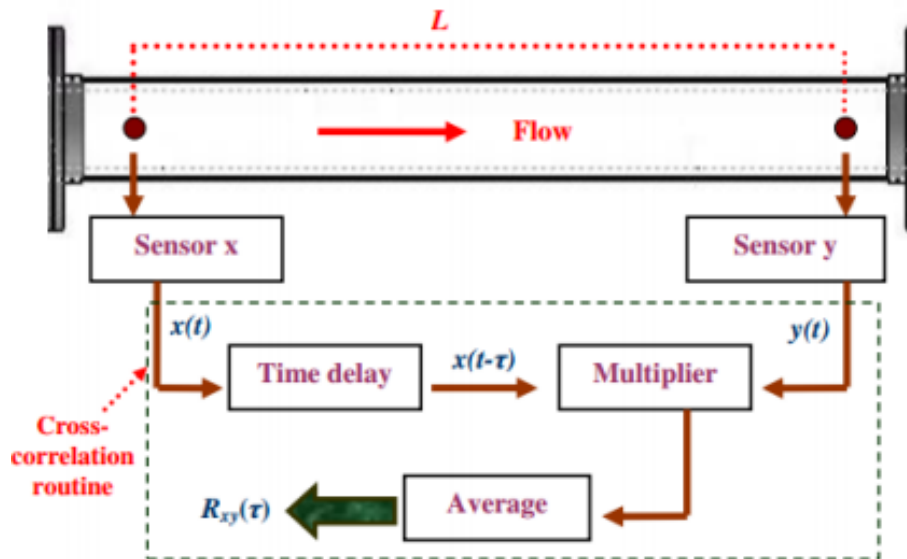 L
Flow
Sensor x
Sensor y
x(t)
y(t)
Time delay
x(t-τ)
Multiplier
Cross-
correlation
routine
Rxy(τ)
Average